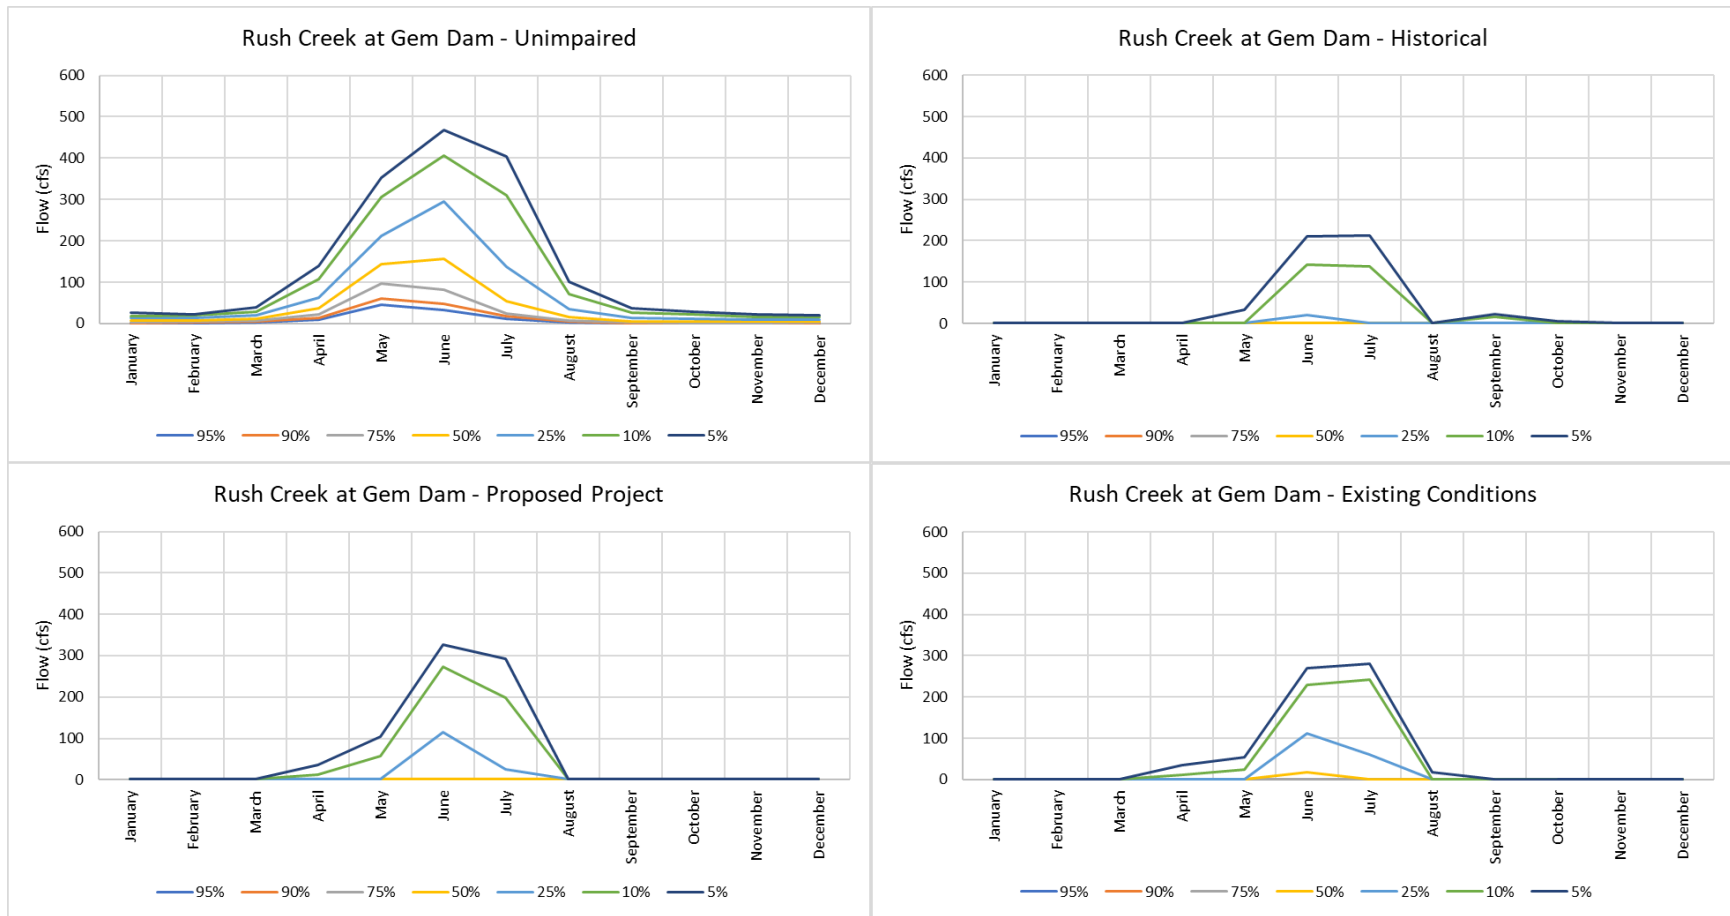 Rush Creek at Gem Dam - Unimpaired
600
500
400
300
200
100
0
Flow (cfs)
January
February
March
April
May
June
July
August
September
October
November
December
95% 90% 75% 50% 25% 10% 5%
Rush Creek at Gem Dam - Historical
600
500
400
300
200
100
0
Flow (cfs)
January
February
March
April
May
June
July
August
September
October
November
December
95% 90% 75% 50% 25% 10% 5%
Rush Creek at Gem Dam - Proposed Project
600
500
400
300
200
100
0
Flow (cfs)
January
February
March
April
May
June
July
August
September
October
November
December
95% 90% 75% 50% 25% 10% 5%
Rush Creek at Gem Dam - Existing Conditions
600
500
400
300
200
100
0
Flow (cfs)
January
February
March
April
May
June
July
August
September
October
November
December
95% 90% 75% 50% 25% 10% 5%